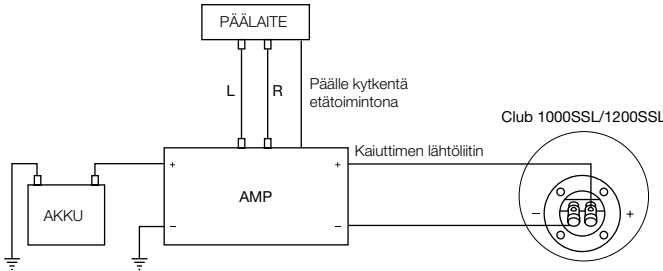 PÄÄLAITE
L
R
Päälle kytkentä
etätoimintona
Club 1000SSL/1200SSL
Kaiuttimen lähtöliitin
+
+
AMP
AKKU
−
−
−
+